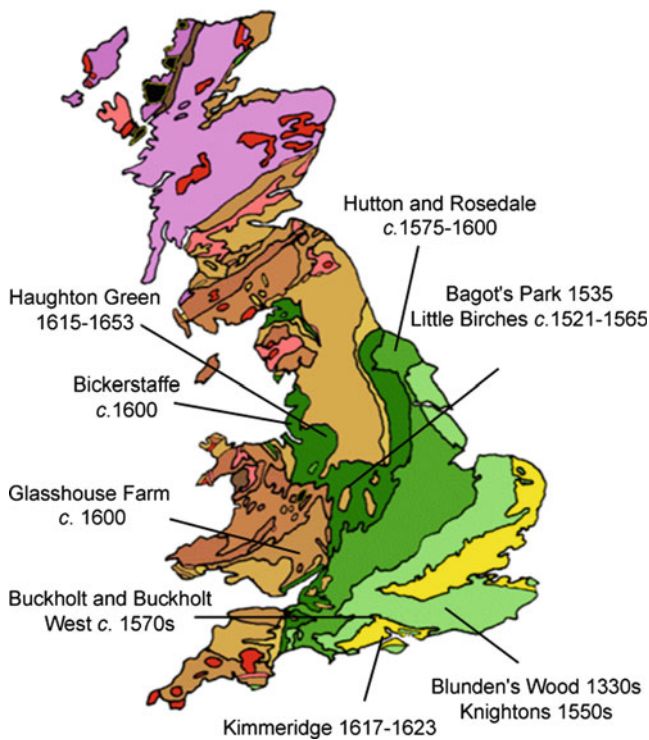 Hutton and Rosedale
c.1575-1600
Haughton Green
1615-1653
Bagot's Park 1535
Little Birches c.1521-1565
Bickerstaffe
c.1600
Glasshouse Farm
c. 1600
Buckholt and Buckholt
West c. 1570s
Blunden's Wood 1330s
Knightons 1550s
Kimmeridge 1617-1623